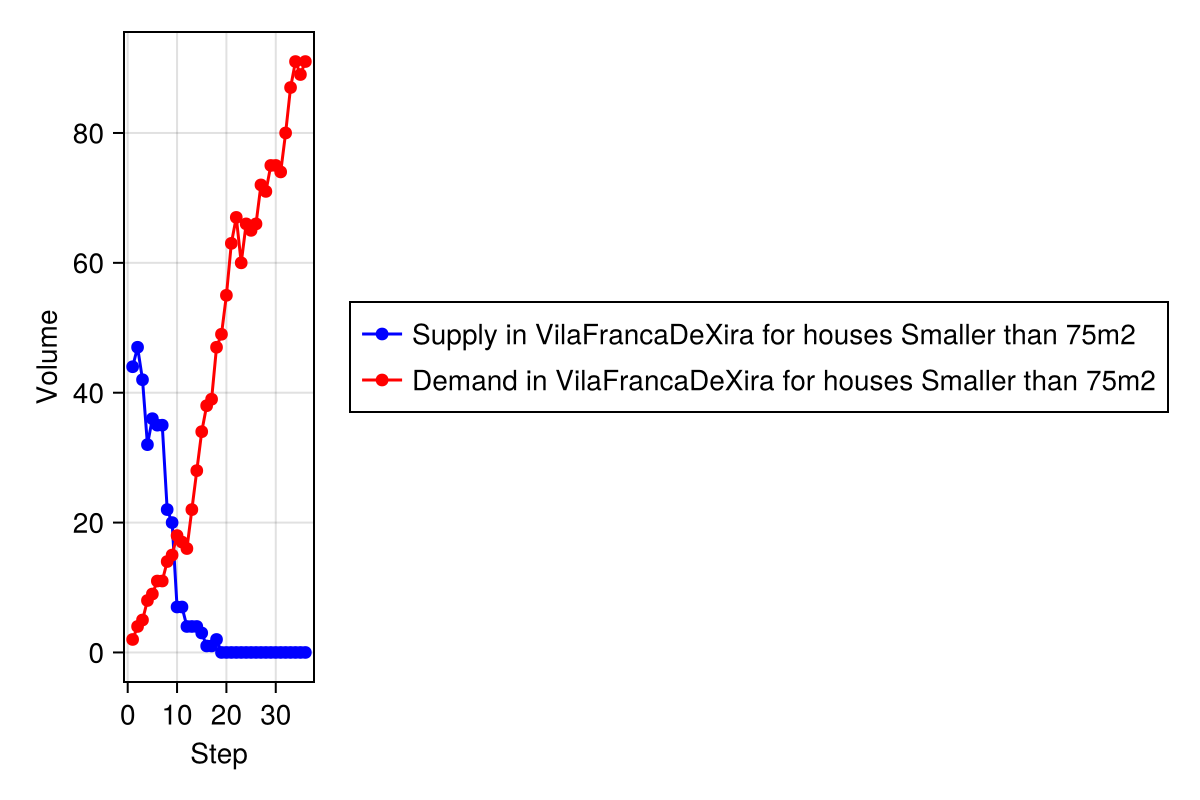 Volume
80
60
40
20
0
0 10 20 30
Step
Supply in VilaFrancaDeXira for houses Smaller than 75m2
Demand in VilaFrancaDeXira for houses Smaller than 75m2